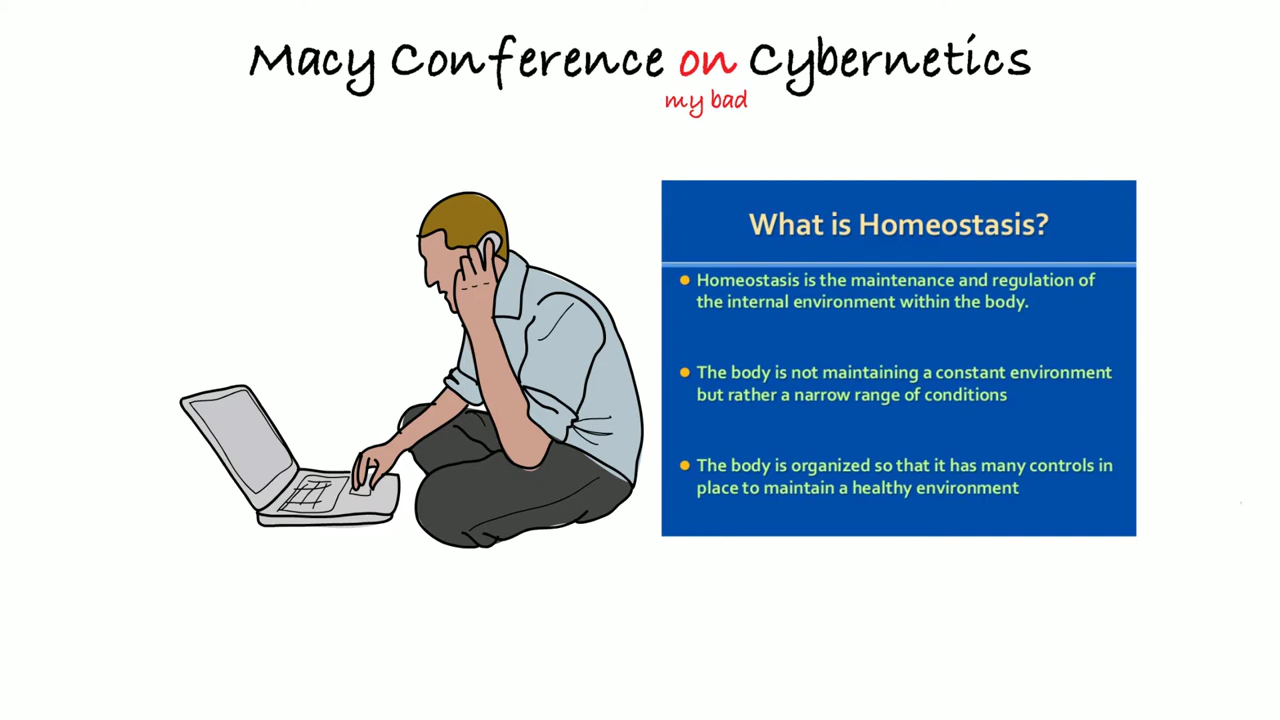 Macy Conference on Cybernetics
my bad
What is Homeostasis?
Homeostasis is the maintenance and regulation of
the internal environment within the body.
The body is not maintaining a constant environment
but rather a narrow range of conditions
The body is organized so that it has many controls in
place to maintain a healthy environment